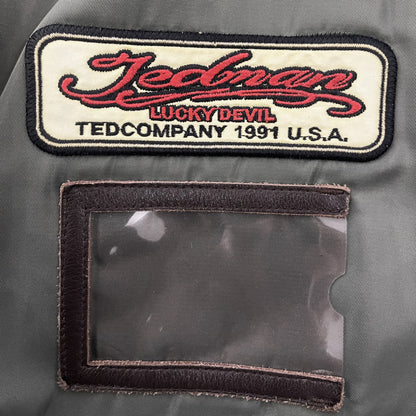 Tedman
LUCKY DEVIL
TEDCOMPANY 1991 U.S.A.